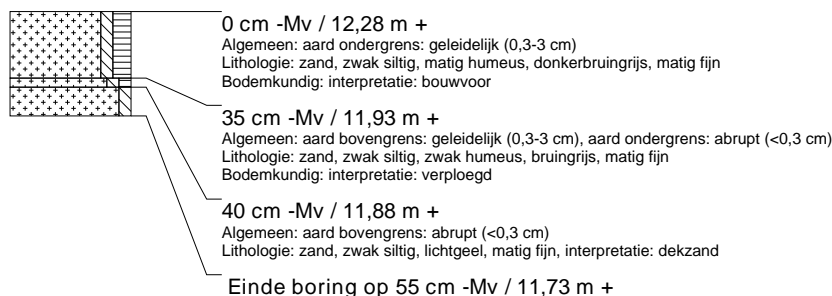 0 cm -Mv / 12,28 m +
Algemeen: aard ondergrens: geleidelijk (0,3-3 cm)
Lithologie: zand, zwak siltig, matig humeus, donkerbruingrijs, matig fijn
Bodemkundig: interpretatie: bouwvoor
35 cm -Mv / 11,93 m +
Algemeen: aard bovengrens: geleidelijk (0,3-3 cm), aard ondergrens: abrupt (<0,3 cm)
Lithologie: zand, zwak siltig, zwak humeus, bruingrijs, matig fijn
Bodemkundig: interpretatie: verploegd
40 cm -Mv / 11,88 m +
Algemeen: aard bovengrens: abrupt (<0,3 cm)
Lithologie: zand, zwak siltig, lichtgeel, matig fijn, interpretatie: dekzand
Einde boring op 55 cm -Mv / 11,73 m +